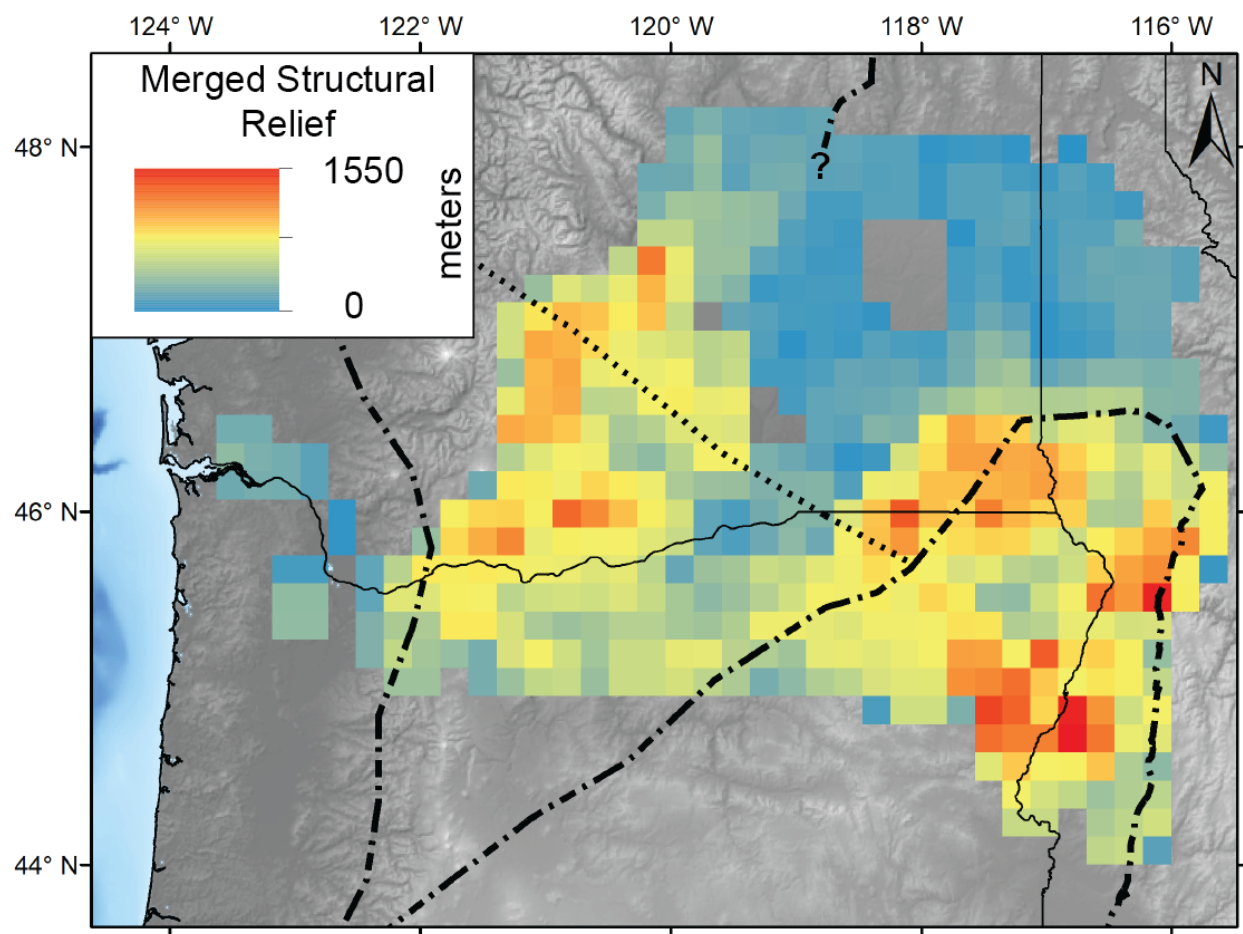 124° W 122° W 120° W 118° W 116° W
Merged Structural
Relief
1550
0
meters
N
48° N
?
46° N
44° N